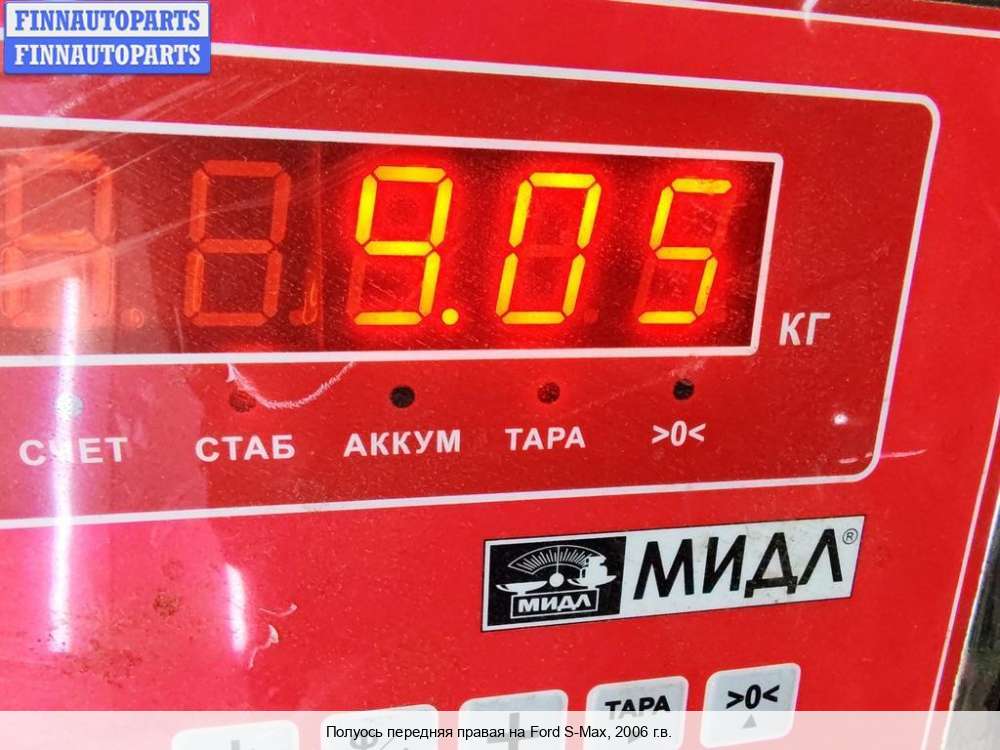 FINNAUTOPARTS
FINNAUTOPARTS
9.05
КГ
СЧЕТ СТАБ АККУМ ТАРА >0<
МИДЛ
МИДЛ®
ТАРА >0<
Полуось передняя правая на Ford S-Max, 2006 г.в.